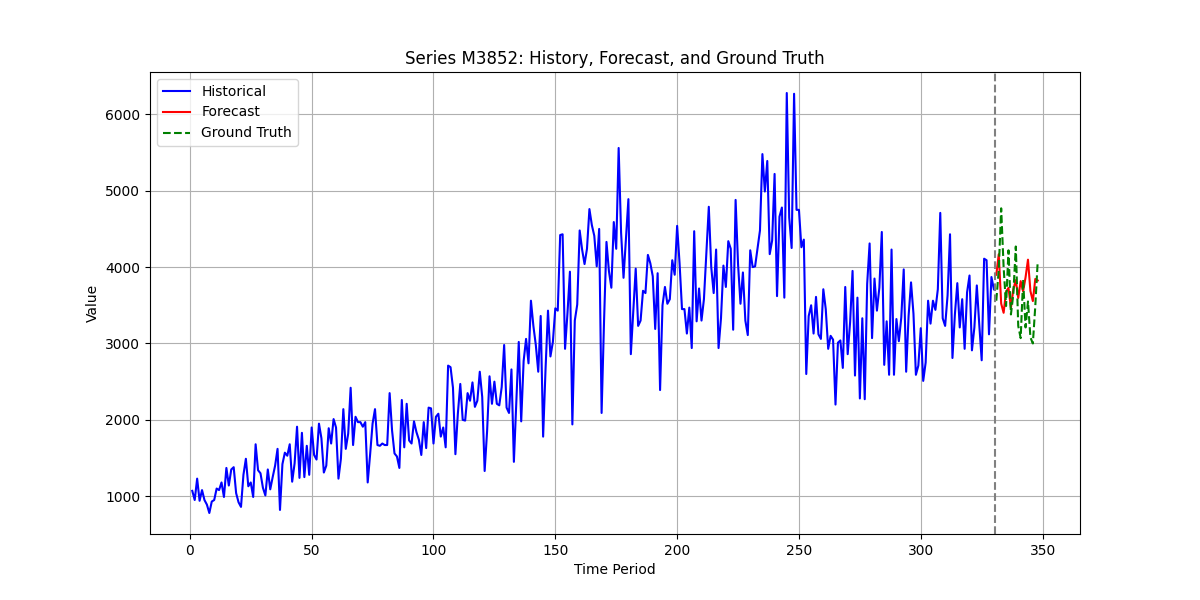 Series M3852: History, Forecast, and Ground Truth
Historical
Forecast
Ground Truth
6000
5000
4000
3000
2000
1000
Value
0 50 100 150 200 250 300 350
Time Period